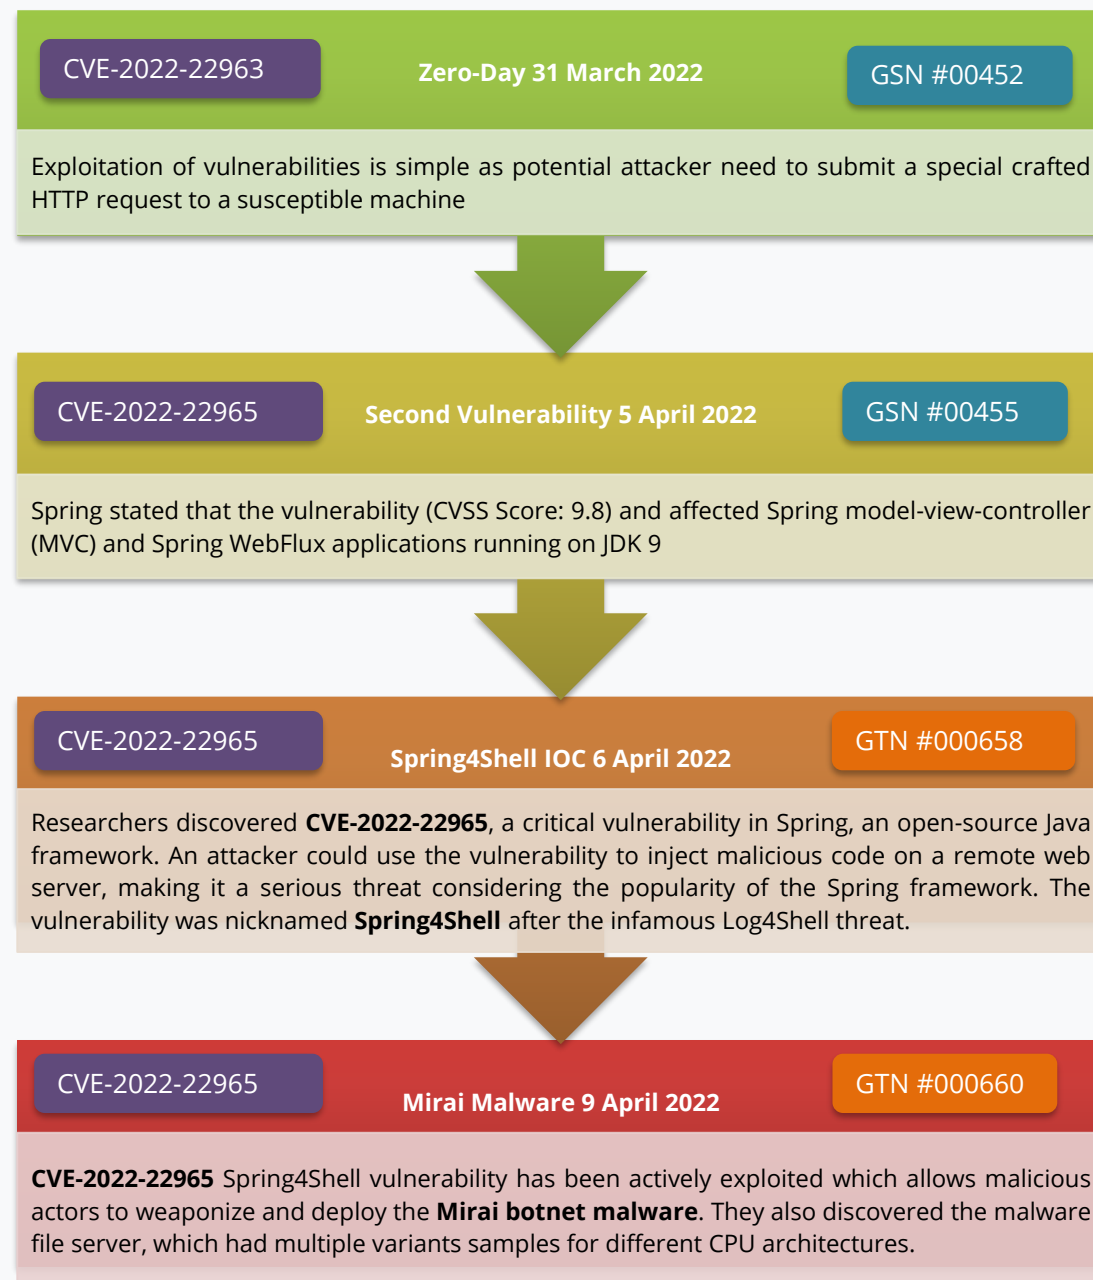 CVE-2022-22963
Zero-Day 31 March 2022
GSN #00452
Exploitation of vulnerabilities is simple as potential attacker need to submit a special crafted
HTTP request to a susceptible machine
CVE-2022-22965
Second Vulnerability 5 April 2022
GSN #00455
Spring stated that the vulnerability (CVSS Score: 9.8) and affected Spring model-view-controller
(MVC) and Spring WebFlux applications running on JDK 9
CVE-2022-22965
Spring4Shell IOC 6 April 2022
GTN #000658
Researchers discovered CVE-2022-22965, a critical vulnerability in Spring, an open-source Java
framework. An attacker could use the vulnerability to inject malicious code on a remote web
server, making it a serious threat considering the popularity of the Spring framework. The
vulnerability was nicknamed Spring4Shell after the infamous Log4Shell threat.
CVE-2022-22965
Mirai Malware 9 April 2022
GTN #000660
CVE-2022-22965 Spring4Shell vulnerability has been actively exploited which allows malicious
actors to weaponize and deploy the Mirai botnet malware. They also discovered the malware
file server, which had multiple variants samples for different CPU architectures.